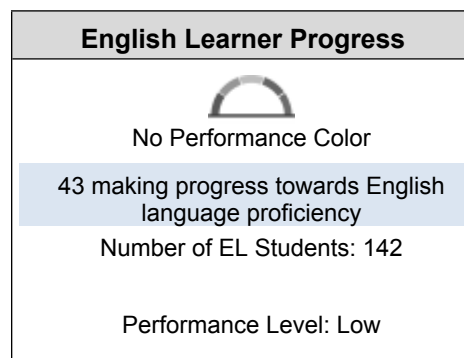 English Learner Progress
No Performance Color
43 making progress towards English
language proficiency
Number of EL Students: 142
Performance Level: Low